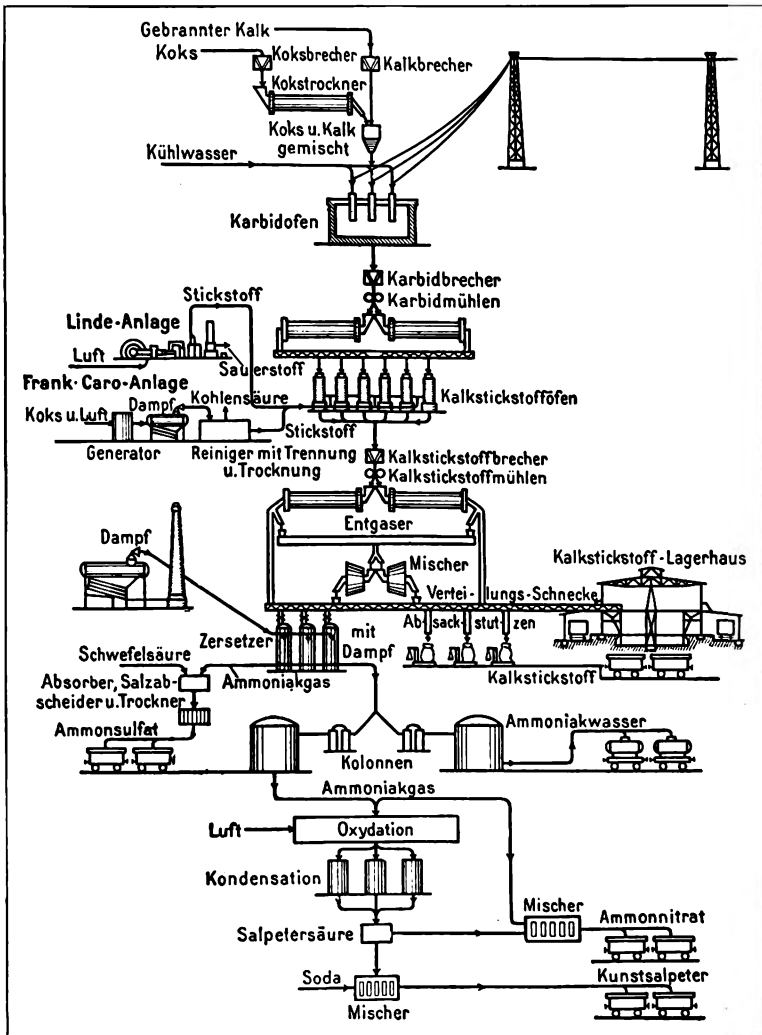 Gebrannter Kalk
Koks
Koksbrecher
Kalkbrecher
Kokstrockner
Koks u. Kalk
gemischt
Kühlwasser
Karbidofen
Karbidbrecher
Karbidmühlen
Stickstoff
Linde-Anlage
Luft
Sauerstoff
Frank-Caro-Anlage
Kalkstickstofföfen
Dampf
Kohlensäure
Koks u. Luft
Stickstoff
Generator
Reiniger mit Trennung
u. Trocknung
Kalkstickstoffbrecher
Kalkstickstoffmühlen
Entgaser
Dampf
Mischer
Kalkstickstoff-Lagerhaus
Vertei-lungs-Schnecke
Ab-sack-stut-zen
Zersetzer
mit
Dampf
Schwefelsäure
Absorber, Salzab-
scheider u. Trockner
Ammoniakgas
Kalkstickstoff
Ammonsulfat
Ammoniakwasser
Kolonnen
Ammoniakgas
Luft
Oxydation
Kondensation
Mischer
Ammonnitrat
Salpetersäure
Kunstsalpeter
Soda
Mischer